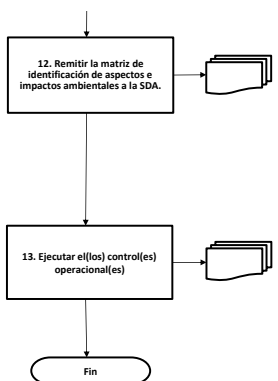 12. Remitir la matriz de
identificación de aspectos e
impactos ambientales a la SDA.
13. Ejecutar el(los) control(es)
operacional(es)
Fin